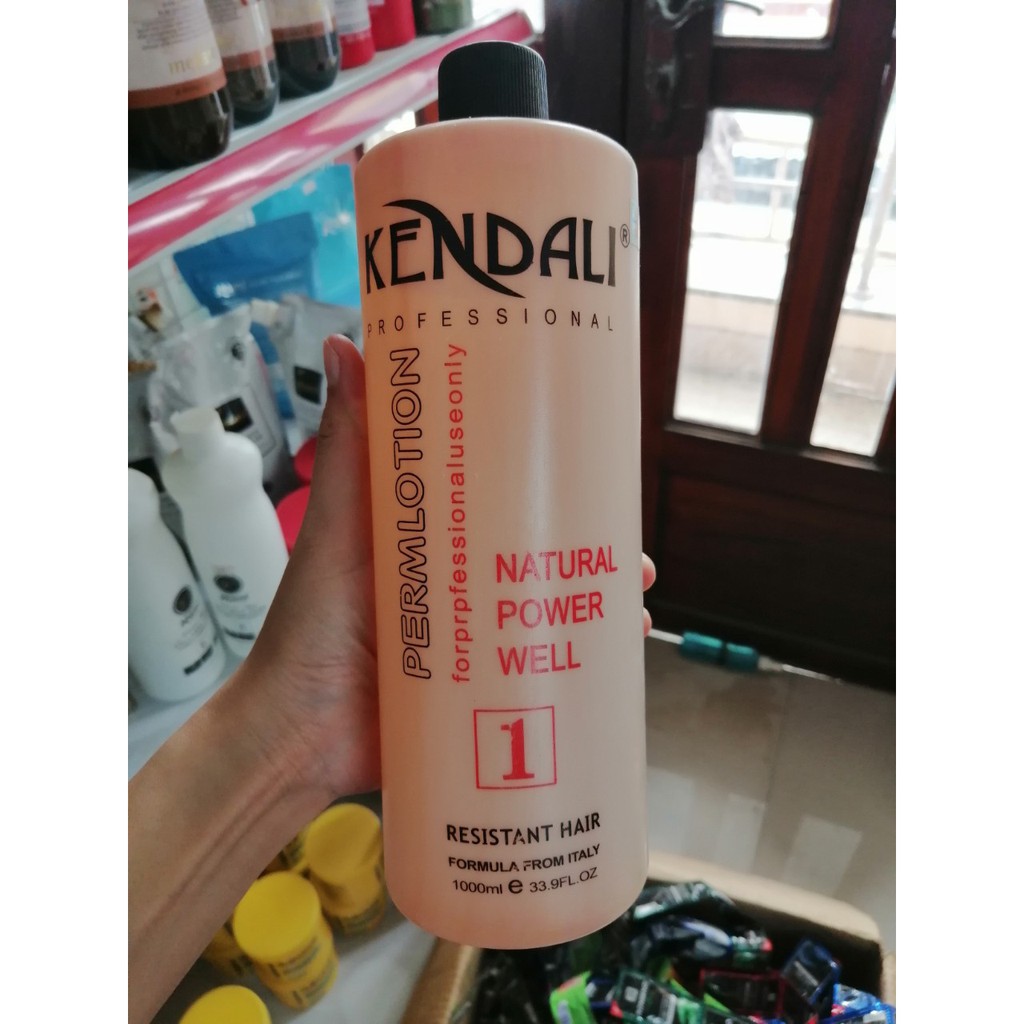 KENDALI®
PROFESSIONAL
PERMLOTION
forprpfessionaluseonly
NATURAL
POWER
WELL
1
RESISTANT HAIR
FORMULA FROM ITALY
1000ml e 33.9FL.OZ